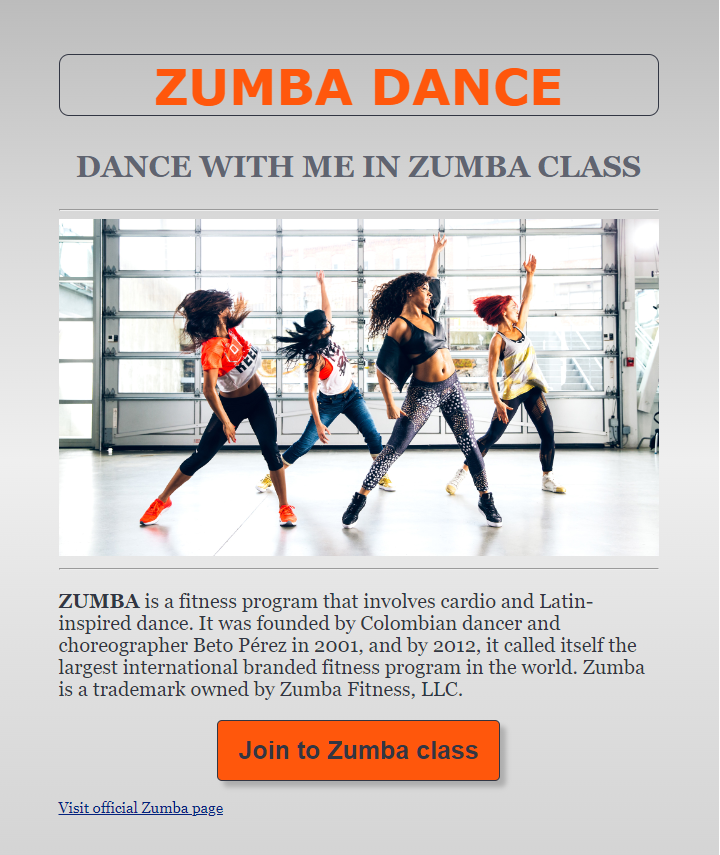 ZUMBA DANCE
DANCE WITH ME IN ZUMBA CLASS
ZUMBA is a fitness program that involves cardio and Latin-
inspired dance. It was founded by Colombian dancer and
choreographer Beto Pérez in 2001, and by 2012, it called itself the
largest international branded fitness program in the world. Zumba
is a trademark owned by Zumba Fitness, LLC.
Join to Zumba class
Visit official Zumba page